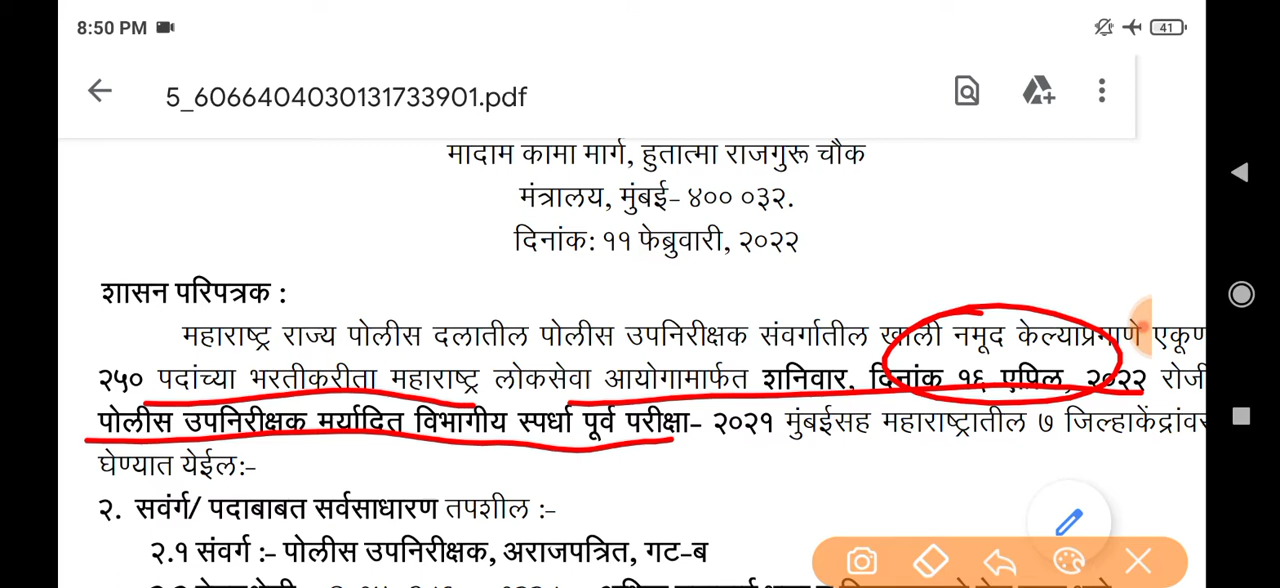 8:50 PM
41
5_6066404030131733901.pdf
मादाम कामा मार्ग, हुतात्मा राजगुरू चौक
मंत्रालय, मुंबई- ४०० ०३२.
दिनांक: ११ फेब्रुवारी, २०२२
शासन परिपत्रक :
महाराष्ट्र राज्य पोलीस दलातील पोलीस उपनिरीक्षक संवर्गातील खाली नमूद केल्याप्रमाणे एकूण
२५० पदांच्या भरतीकरीता महाराष्ट्र लोकसेवा आयोगामार्फत शनिवार, दिनांक १६ एप्रिल, २०२२ रोजी
पोलीस उपनिरीक्षक मर्यादित विभागीय स्पर्धा पूर्व परीक्षा- २०२१ मुंबईसह महाराष्ट्रातील ७ जिल्हाकेंद्रांवर
घेण्यात येईल:-
२. सवंर्ग/ पदाबाबत सर्वसाधारण तपशील :-
२.१ संवर्ग :- पोलीस उपनिरीक्षक, अराजपत्रित, गट-ब